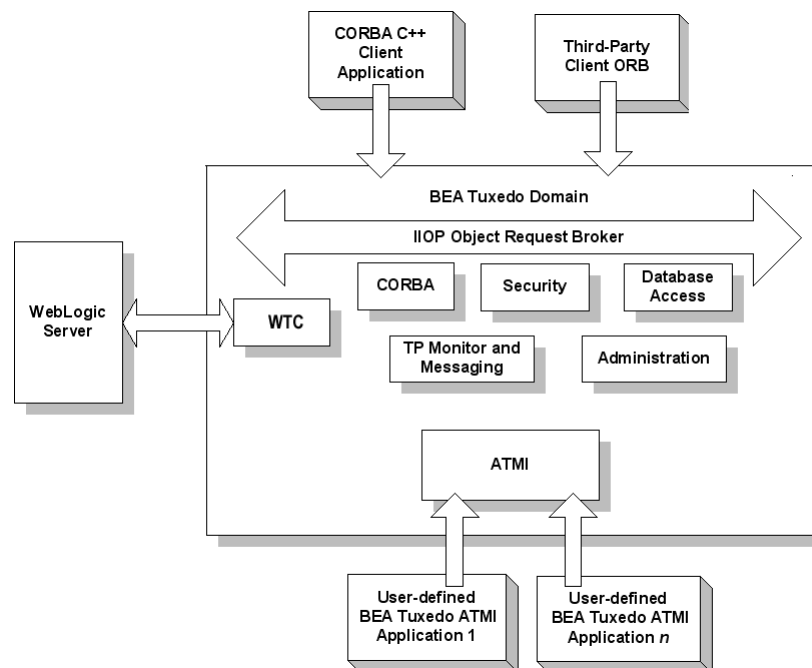 CORBA C++
Client
Application
Third-Party
Client ORB
BEA Tuxedo Domain
IIOP Object Request Broker
CORBA
Security
Database
Access
WebLogic
Server
WTC
TP Monitor and
Messaging
Administration
ATMI
User-defined
BEA Tuxedo ATMI
Application 1
User-defined
BEA Tuxedo ATMI
Application n